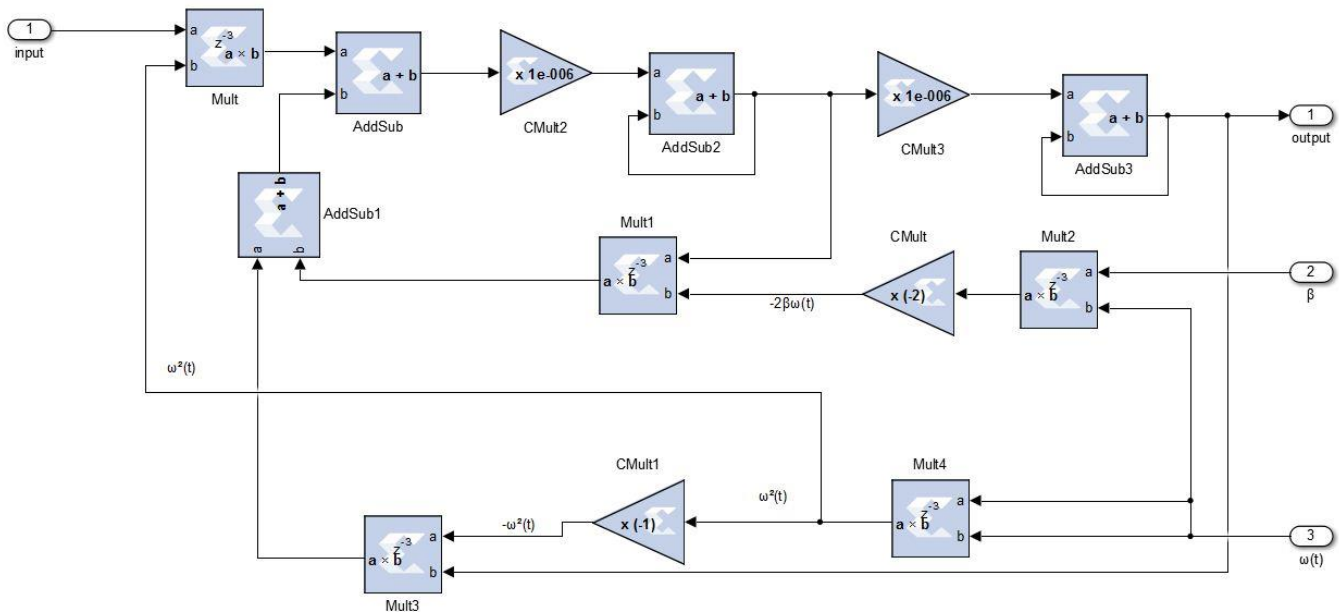 1
input
a
b
z-3
a × b
Mult
a
b
a + b
AddSub
x 1e-006
CMult2
a
b
a + b
AddSub2
x 1e-006
CMult3
a
b
a + b
AddSub3
1
output
a + b
a
b
AddSub1
Mult1
z-3
a × b
a
b
-2βω(t)
CMult
x (-2)
Mult2
z-3
a × b
a
b
2
β
ω²(t)
CMult1
x (-1)
-ω²(t)
ω²(t)
Mult4
z-3
a × b
a
b
3
ω(t)
z-3
a × b
a
b
Mult3